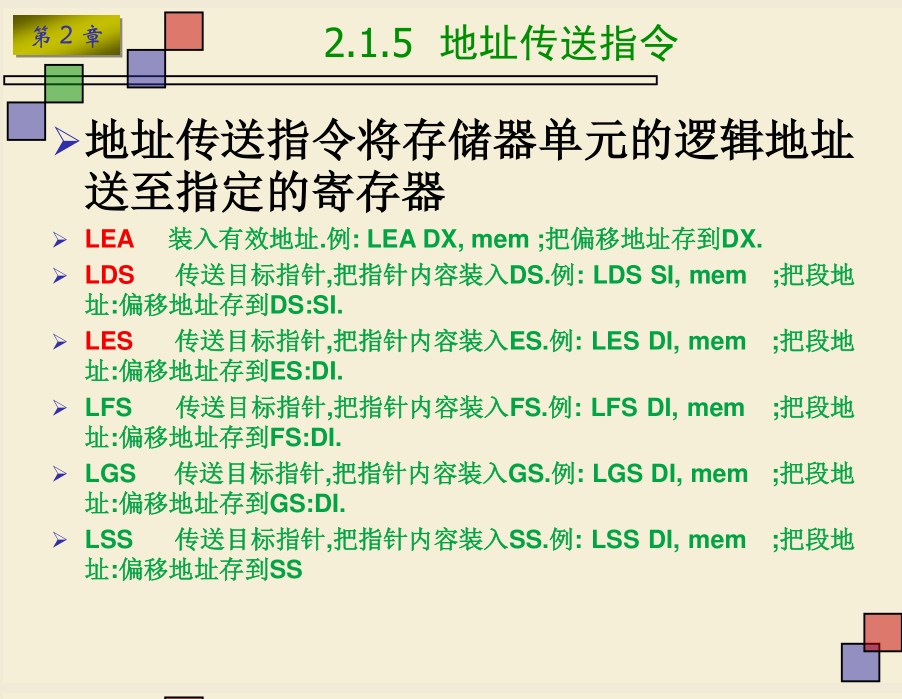 第 2 章
2.1.5 地址传送指令
地址传送指令将存储器单元的逻辑地址
送至指定的寄存器
LEA 装入有效地址.例: LEA DX, mem ;把偏移地址存到DX.
LDS 传送目标指针,把指针内容装入DS.例: LDS SI, mem ;把段地
址:偏移地址存到DS:SI.
LES 传送目标指针,把指针内容装入ES.例: LES DI, mem ;把段地
址:偏移地址存到ES:DI.
LFS 传送目标指针,把指针内容装入FS.例: LFS DI, mem ;把段地
址:偏移地址存到FS:DI.
LGS 传送目标指针,把指针内容装入GS.例: LGS DI, mem ;把段地
址:偏移地址存到GS:DI.
LSS 传送目标指针,把指针内容装入SS.例: LSS DI, mem ;把段地
址:偏移地址存到SS